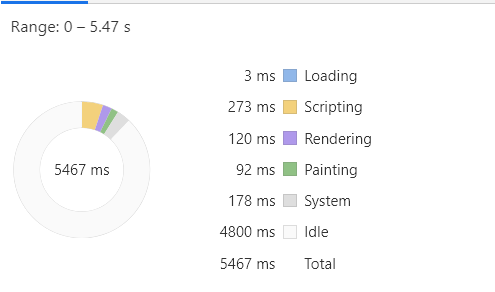 Range: 0 – 5.47 s
3 ms Loading
273 ms Scripting
120 ms Rendering
92 ms Painting
5467 ms
178 ms System
4800 ms Idle
5467 ms Total